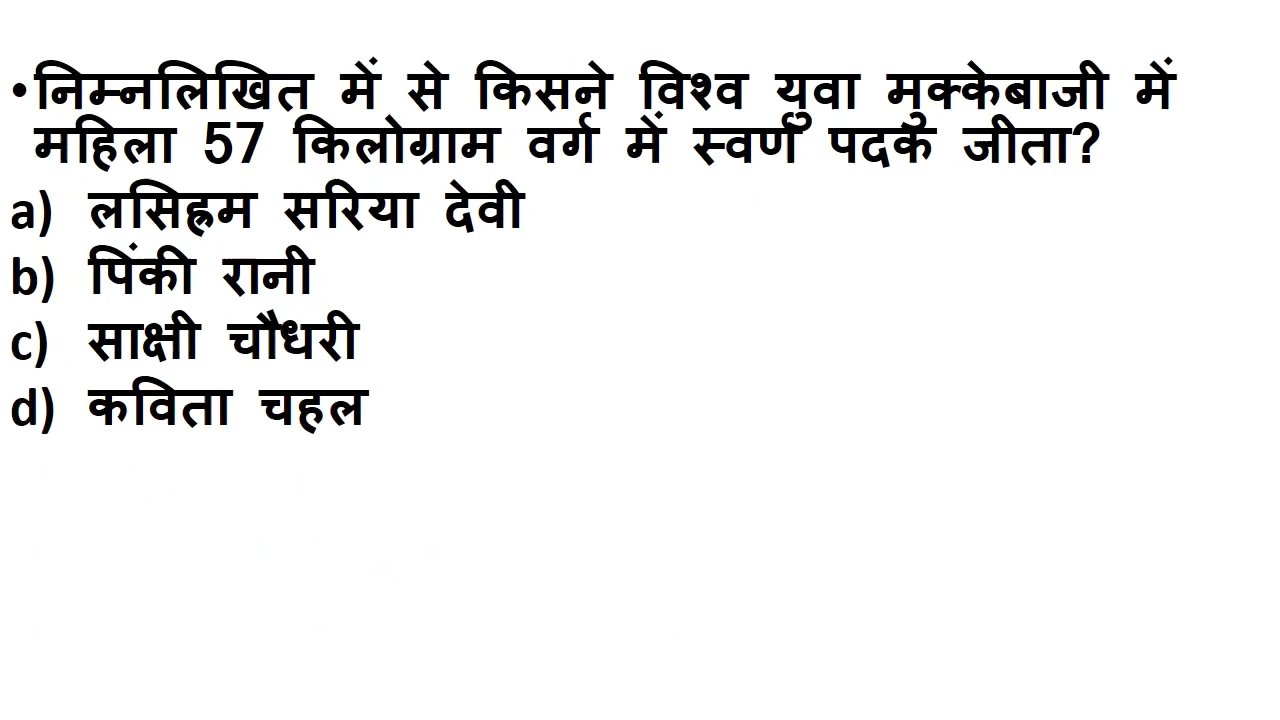 •निम्नलिखित में से किसने विश्व युवा मुक्केबाजी में
महिला 57 किलोग्राम वर्ग में स्वर्ण पदक जीता?
a) लसिह्रम सरिया देवी
b) पिंकी रानी
c) साक्षी चौधरी
d) कविता चहल